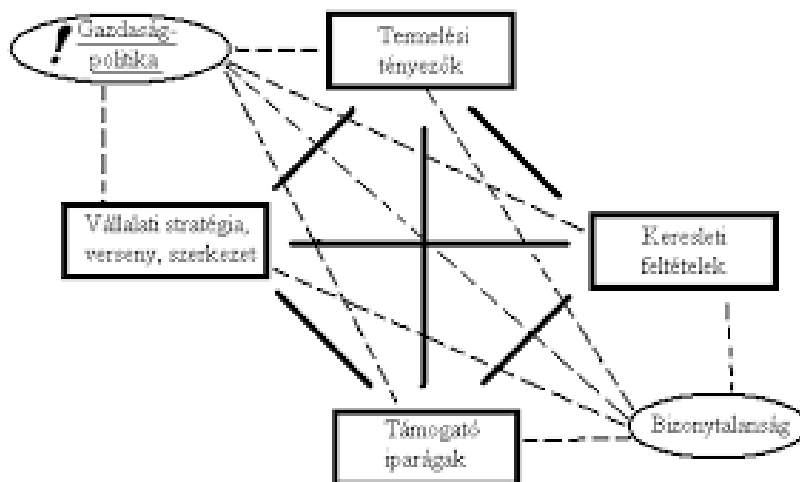 ! Gazdaság-
politika
Termelési
tényezők
Vállalati stratégia,
verseny, szerkezet
Keresleti
feltételek
Támogató
iparágak
Bizonytalanság